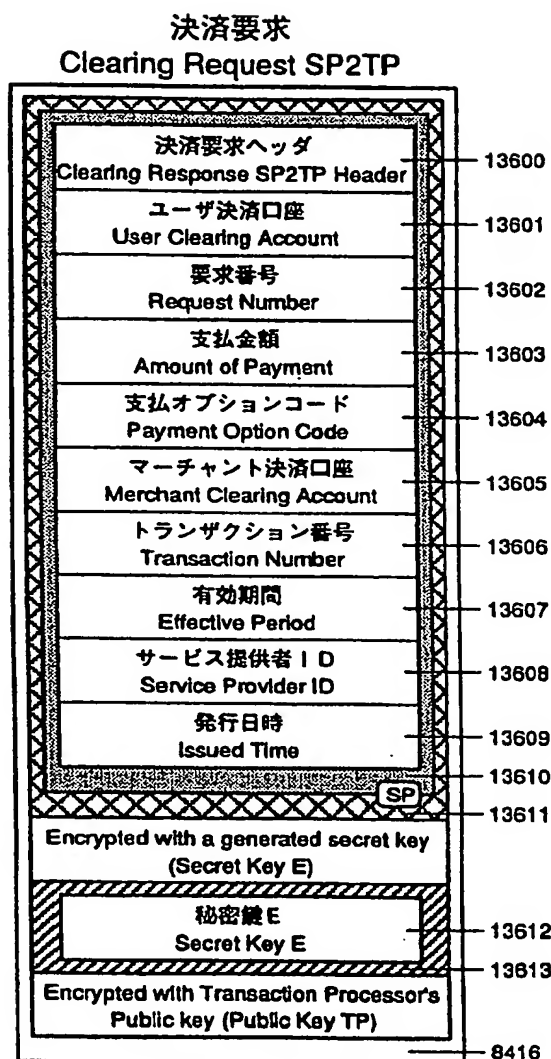 決済要求
Clearing Request SP2TP
決済要求ヘッダ
Clearing Response SP2TP Header
13600
ユーザ決済口座
User Clearing Account
13601
要求番号
Request Number
13602
支払金額
Amount of Payment
13603
支払オプションコード
Payment Option Code
13604
マーチャント決済口座
Merchant Clearing Account
13605
トランザクション番号
Transaction Number
13606
有効期間
Effective Period
13607
サービス提供者ID
Service Provider ID
13608
発行日時
Issued Time
13609
13610
SP
13611
Encrypted with a generated secret key
(Secret Key E)
秘密鍵E
Secret Key E
13612
13613
Encrypted with Transaction Processor's
Public key (Public Key TP)
8416